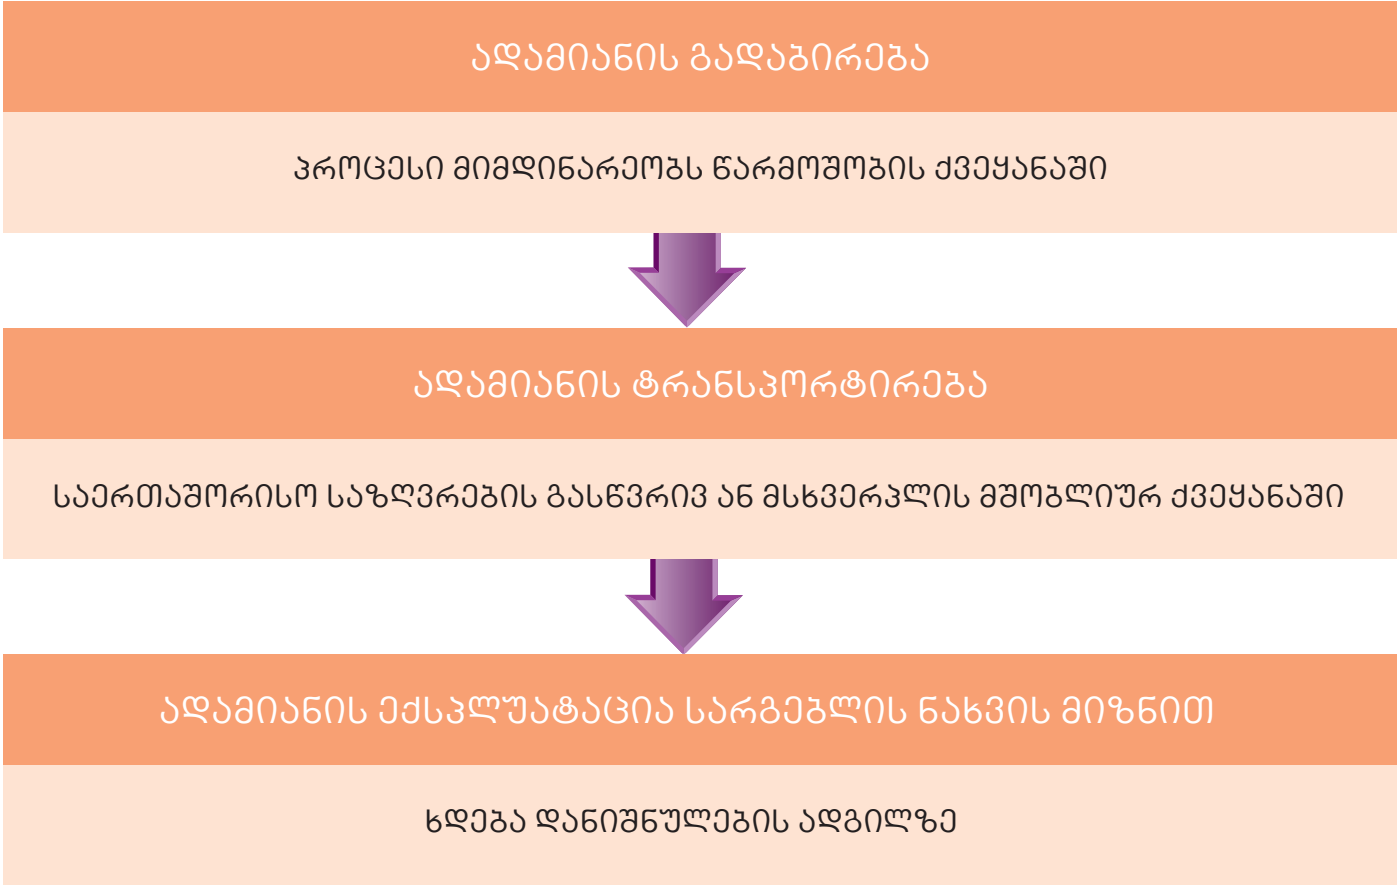 ადამიანის გადაბირება
პროცესი მიმდინარეობს წარმოშობის ქვეყანაში
ადამიანის ტრანსპორტირება
საერთაშორისო საზღვრების გასწვრივ ან მსხვერპლის მშობლიურ ქვეყანაში
ადამიანის ექსპლუატაცია სარგებლის ნახვის მიზნით
ხდება დანიშნულების ადგილზე